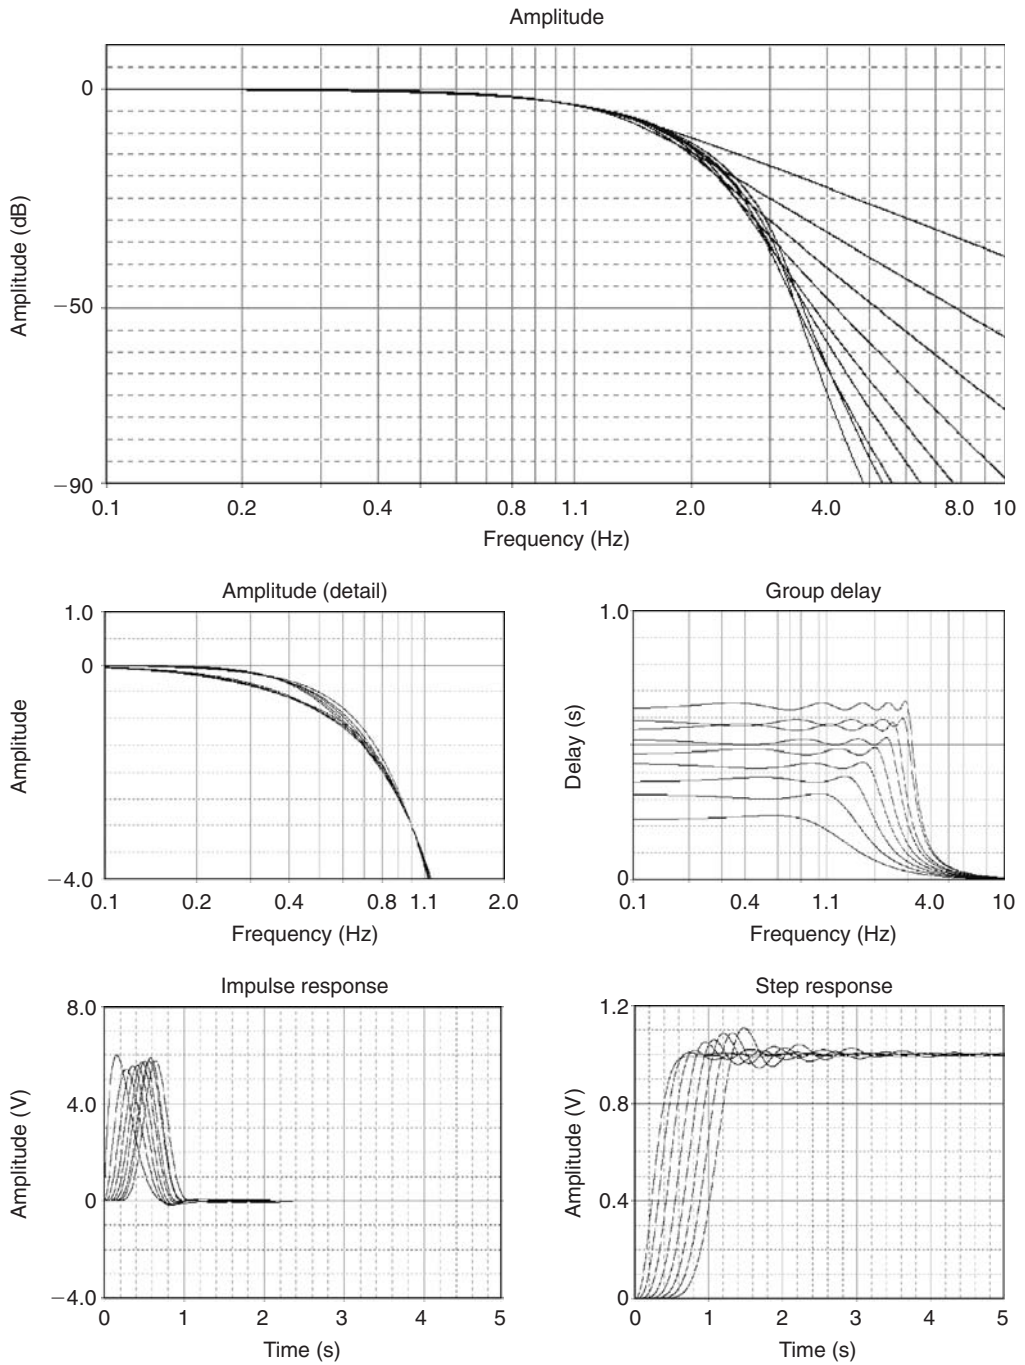 Amplitude
0
−50
−90
Amplitude (dB)
0.1 0.2 0.4 0.8 1.1 2.0 4.0 8.0 10
Frequency (Hz)
Amplitude (detail)
1.0
0
−4.0
Amplitude
0.1 0.2 0.4 0.8 1.1 2.0
Frequency (Hz)
Group delay
1.0
0
Delay (s)
0.1 0.4 1.1 4.0 10
Frequency (Hz)
Impulse response
8.0
4.0
0
−4.0
Amplitude (V)
0 1 2 3 4 5
Time (s)
Step response
1.2
0.8
0.4
0
Amplitude (V)
0 1 2 3 4 5
Time (s)